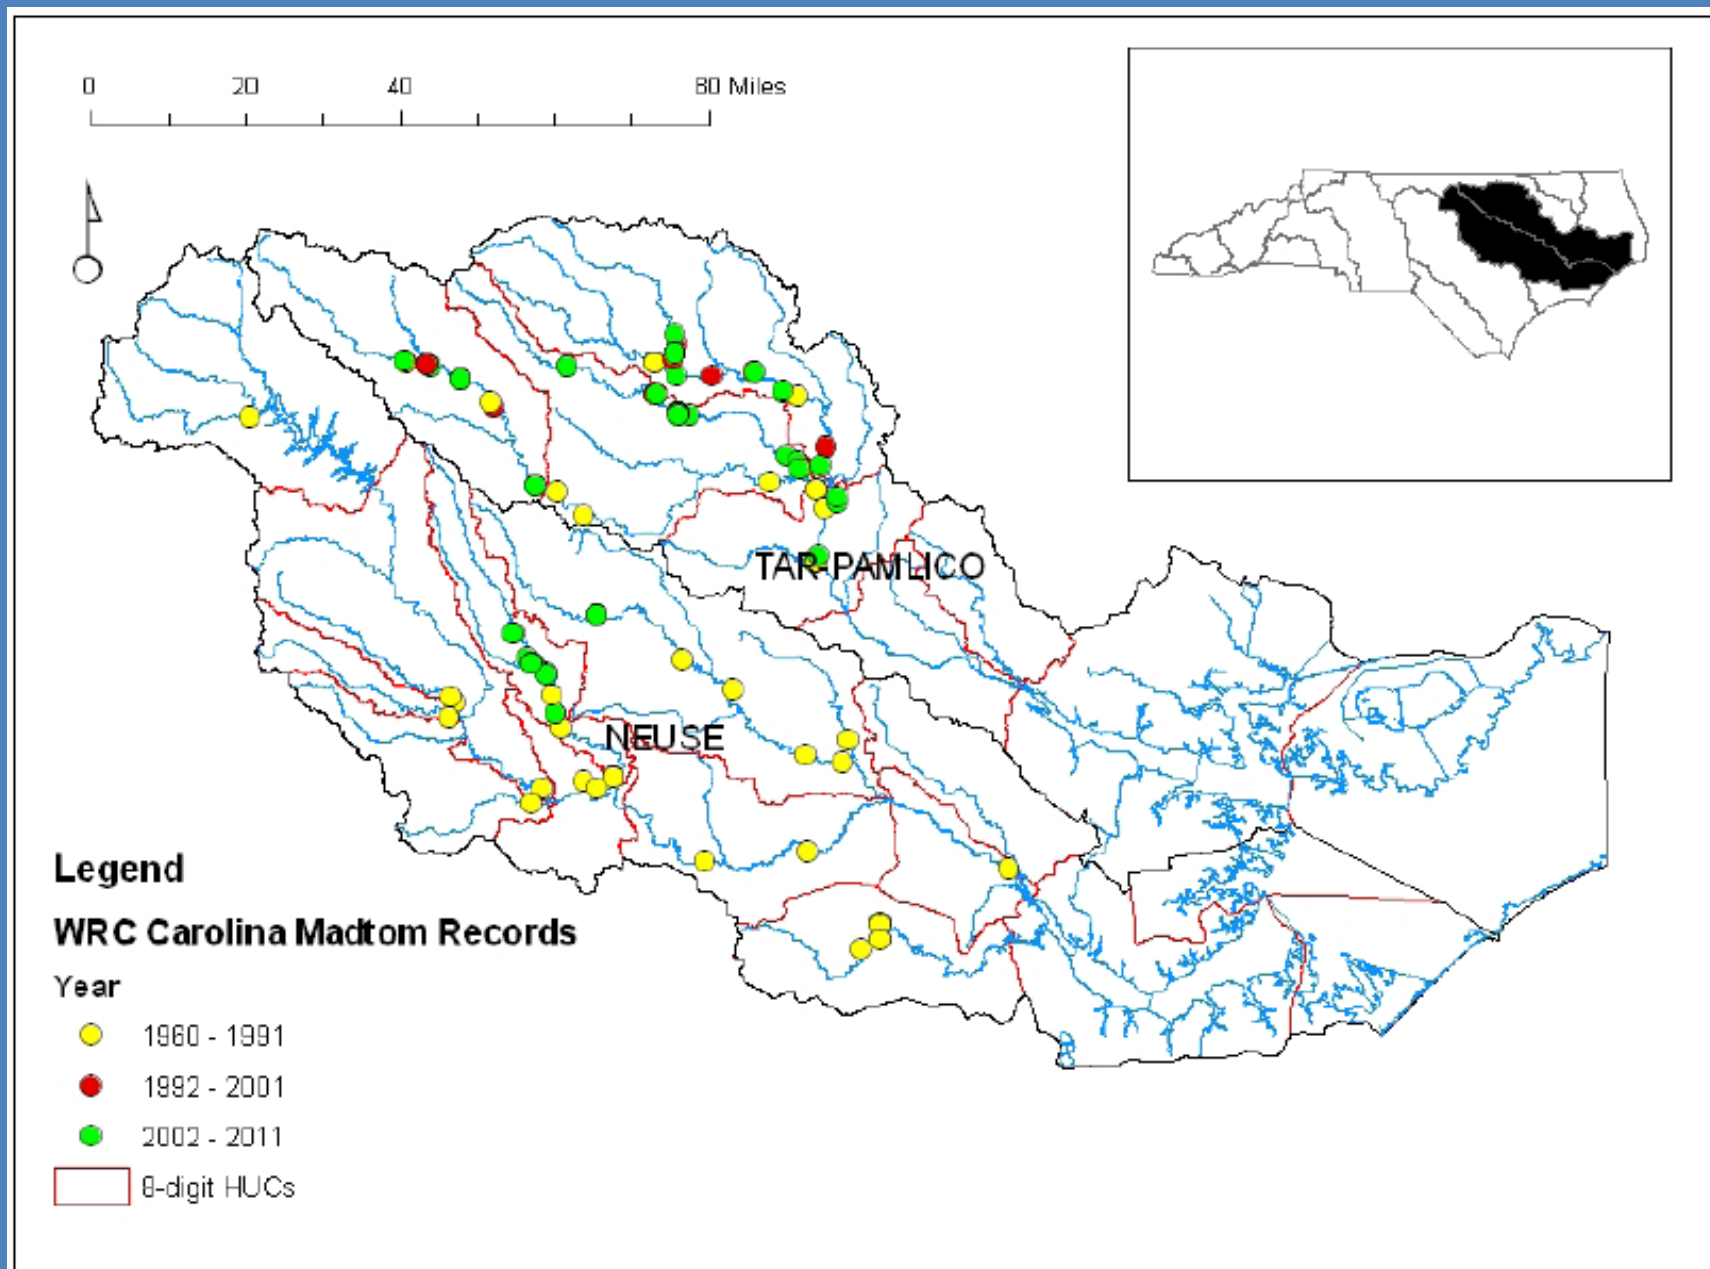 0 20 40 80 Miles
TAR-PAMLICO
NEUSE
Legend
WRC Carolina Madtom Records
Year
1960 - 1991
1992 - 2001
2002 - 2011
8-digit HUCs